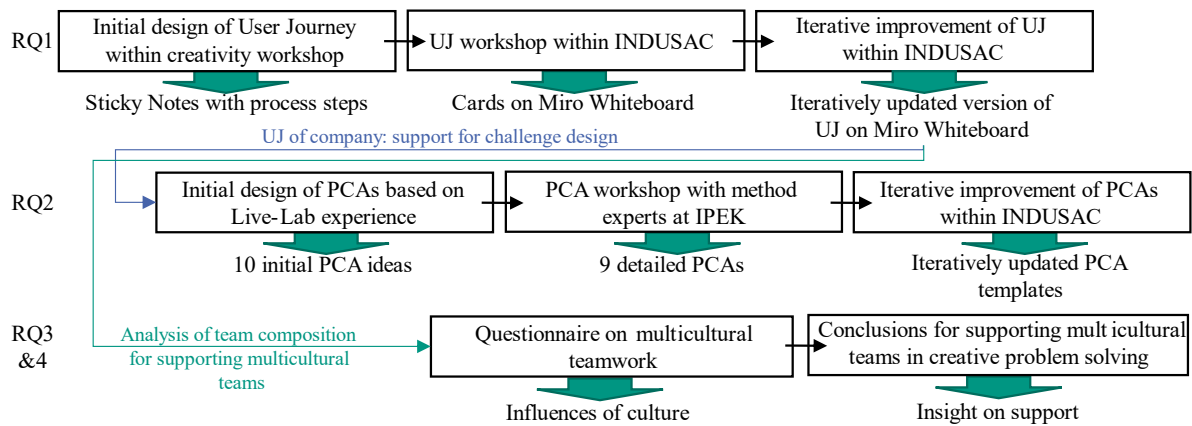 RQ1
Initial design of User Journey
within creativity workshop
UJ workshop within INDUSAC
Iterative improvement of UJ
within INDUSAC
Sticky Notes with process steps
Cards on Miro Whiteboard
Iteratively updated version of
UJ on Miro Whiteboard
UJ of company: support for challenge design
RQ2
Initial design of PCAs based on
Live-Lab experience
PCA workshop with method
experts at IPEK
Iterative improvement of PCAs
within INDUSAC
10 initial PCA ideas
9 detailed PCAs
Iteratively updated PCA
templates
RQ3
&4
Analysis of team composition
for supporting multicultural
teams
Questionnaire on multicultural
teamwork
Conclusions for supporting mult icultural
teams in creative problem solving
Influences of culture
Insight on support